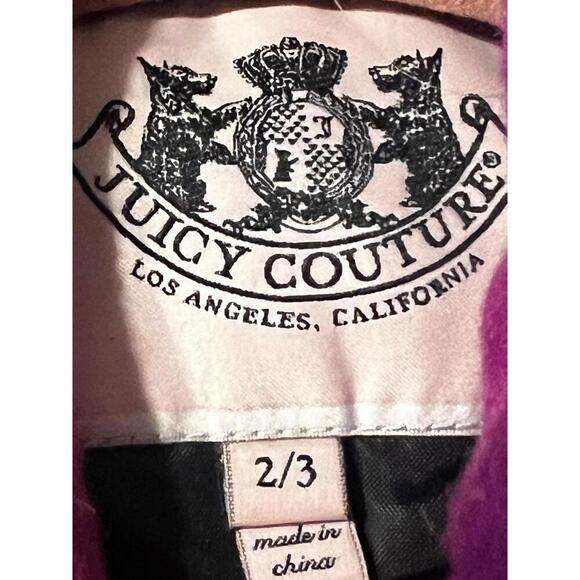 J
JUICY COUTURE®
LOS ANGELES, CALIFORNIA
2/3
made in
china